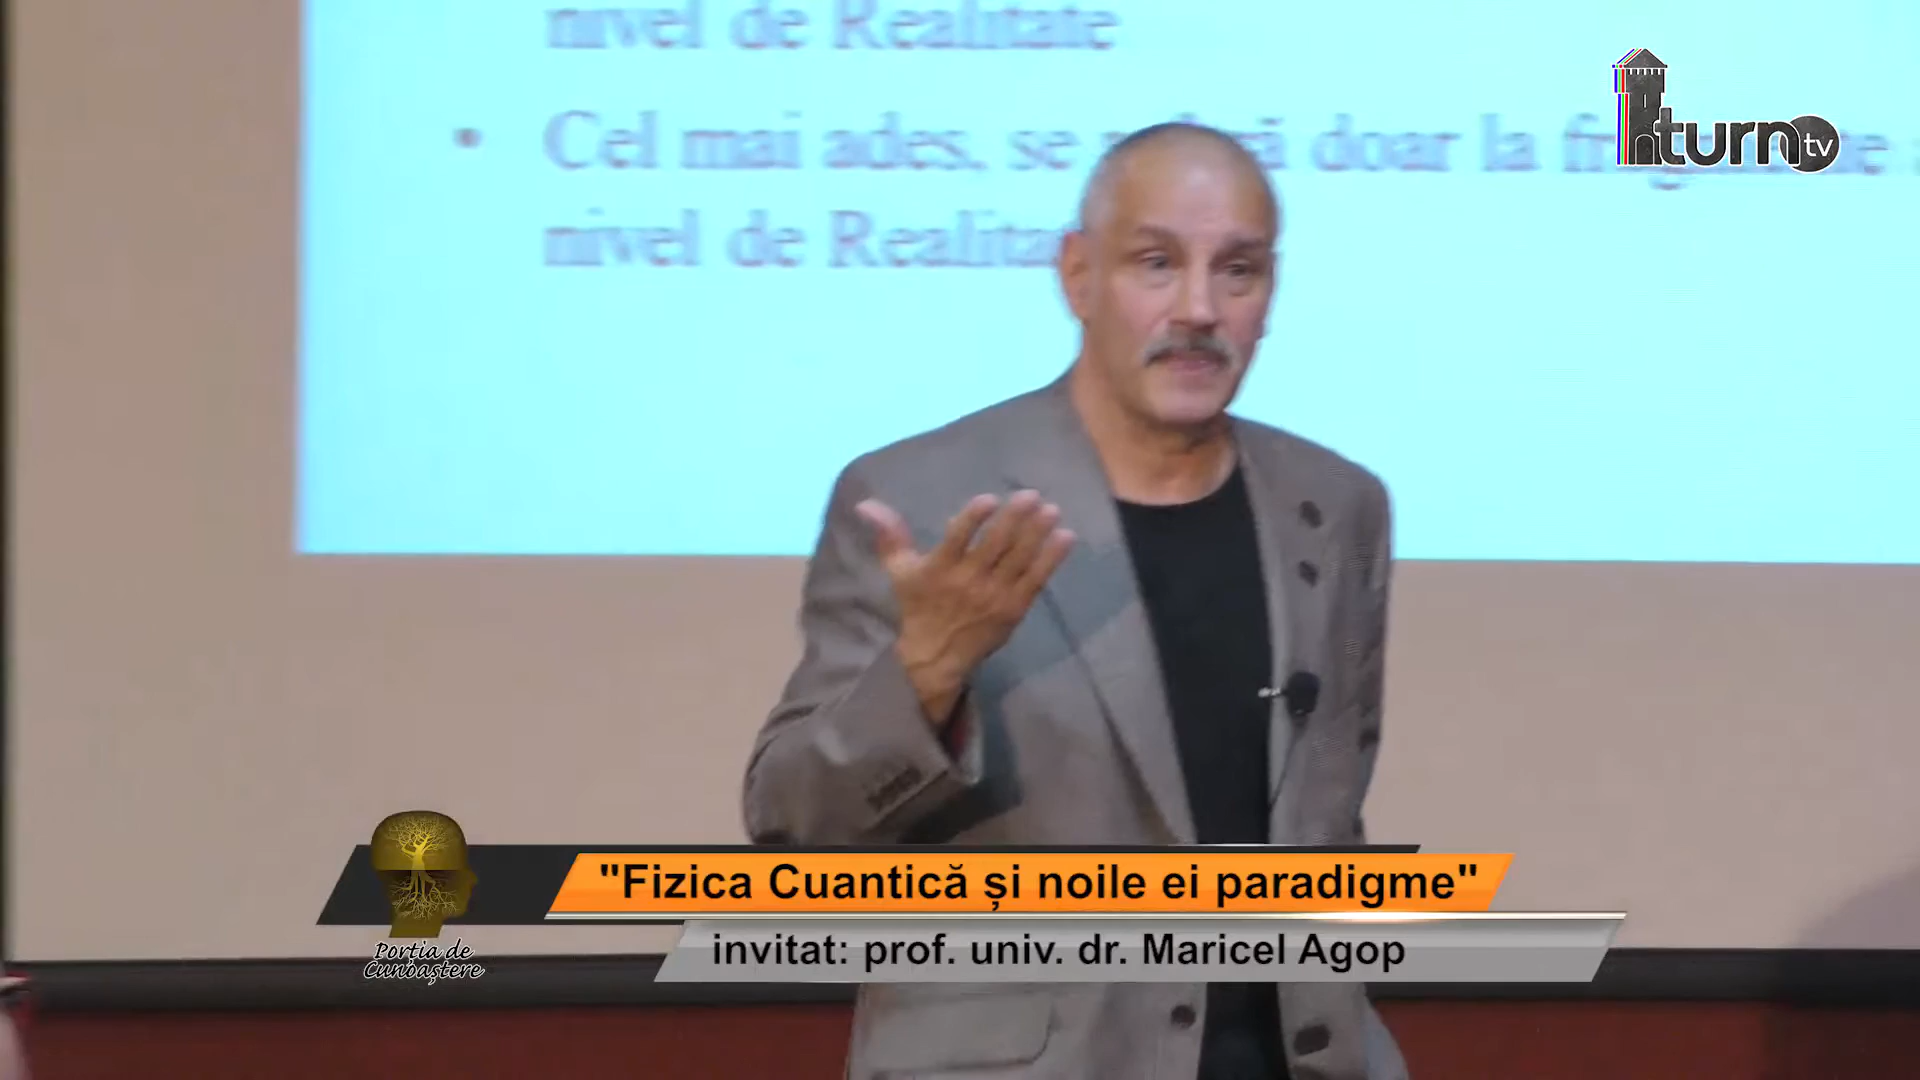 nivel de Realitate
• Cel mai ades, se doar la
nivel de
turn tv
"Fizica Cuantică și noile ei paradigme"
invitat: prof. univ. dr. Maricel Agop
Porția de
Cunoaștere